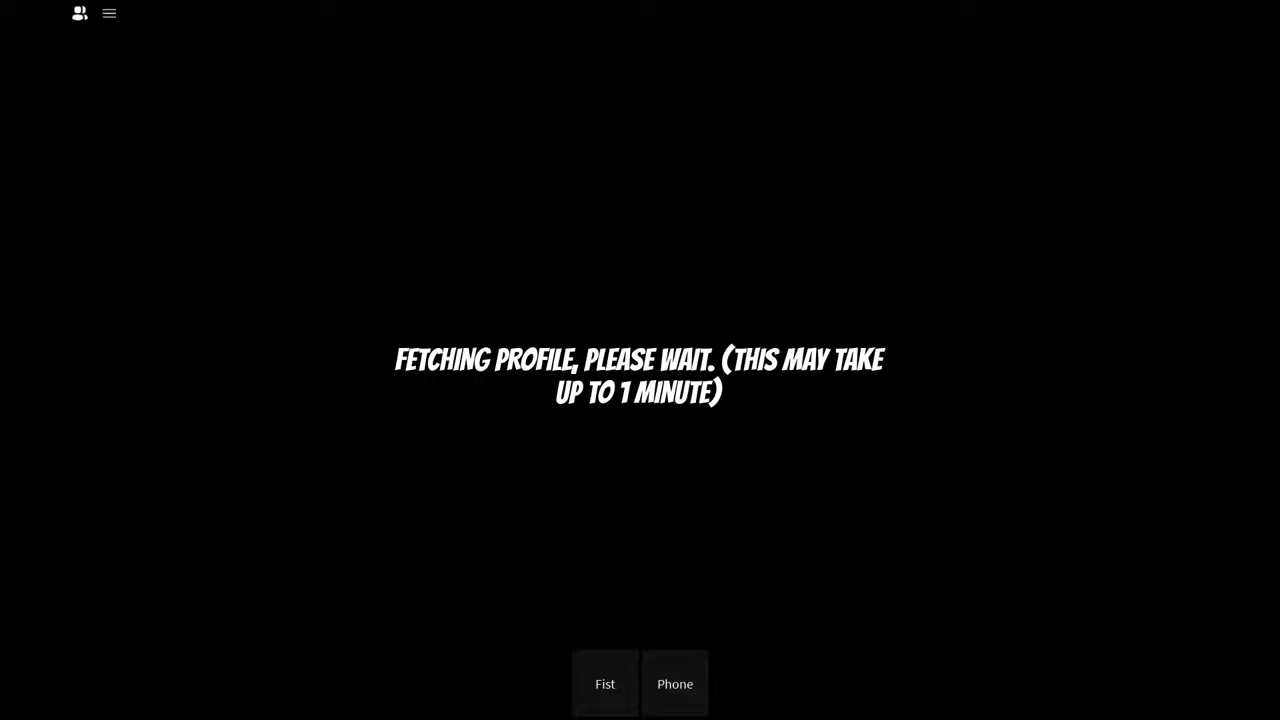 FETCHING PROFILE, PLEASE WAIT. (THIS MAY TAKE
UP TO 1 MINUTE)
Fist
Phone